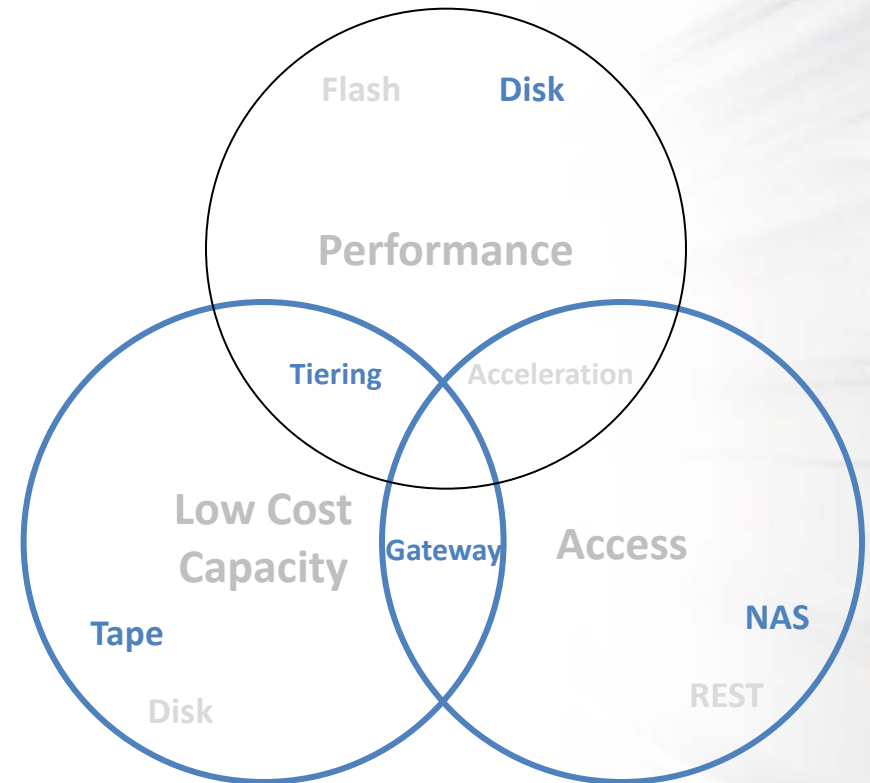 Flash Disk
Performance
Tiering Acceleration
Low Cost
Capacity
Gateway
Access
Tape
NAS
REST
Disk